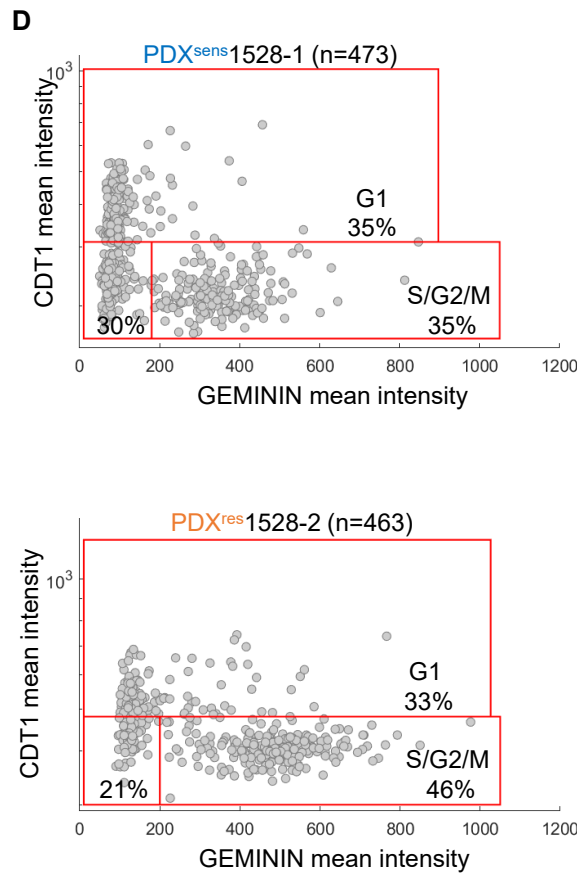 D
PDXsens1528-1 (n=473)
10³
CDT1 mean intensity
G1
35%
S/G2/M
30%
35%
0 200 400 600 800 1000 1200
GEMININ mean intensity
PDXres1528-2 (n=463)
10³
CDT1 mean intensity
G1
33%
S/G2/M
21%
46%
0 200 400 600 800 1000 1200
GEMININ mean intensity